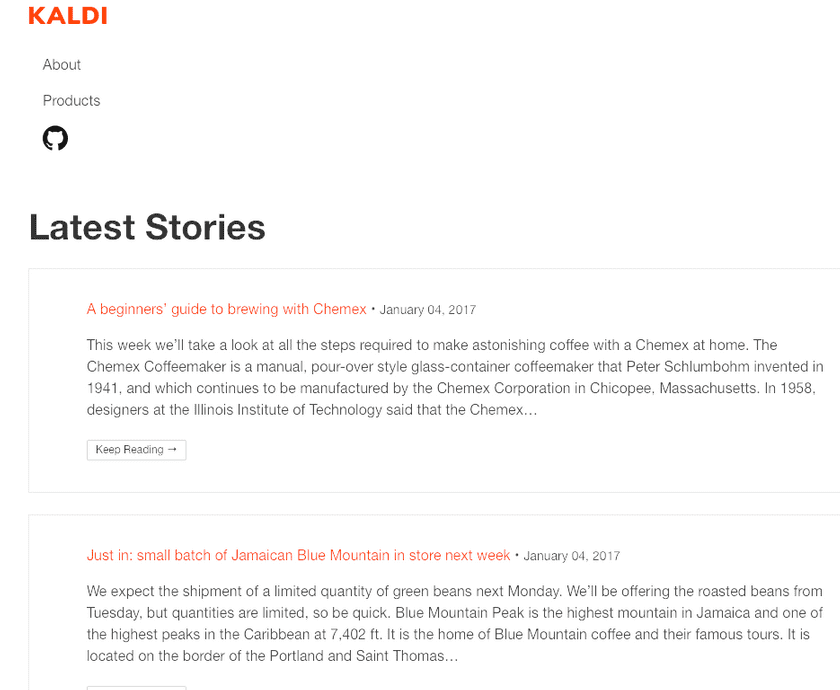 KALDI
About
Products
Latest Stories
A beginners’ guide to brewing with Chemex • January 04, 2017
This week we’ll take a look at all the steps required to make astonishing coffee with a Chemex at home. The
Chemex Coffeemaker is a manual, pour-over style glass-container coffeemaker that Peter Schlumbohm invented in
1941, and which continues to be manufactured by the Chemex Corporation in Chicopee, Massachusetts. In 1958,
designers at the Illinois Institute of Technology said that the Chemex…
Keep Reading →
Just in: small batch of Jamaican Blue Mountain in store next week • January 04, 2017
We expect the shipment of a limited quantity of green beans next Monday. We’ll be offering the roasted beans from
Tuesday, but quantities are limited, so be quick. Blue Mountain Peak is the highest mountain in Jamaica and one of
the highest peaks in the Caribbean at 7,402 ft. It is the home of Blue Mountain coffee and their famous tours. It is
located on the border of the Portland and Saint Thomas…